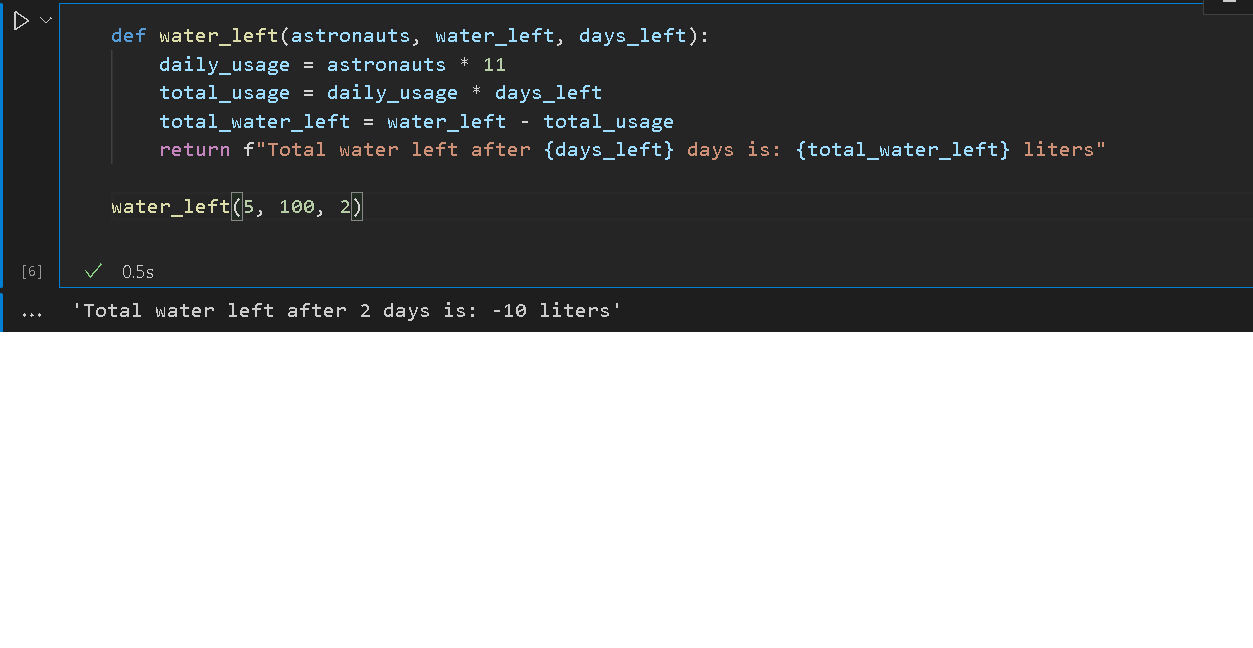 def water_left(astronauts, water_left, days_left):
    daily_usage = astronauts * 11
    total_usage = daily_usage * days_left
    total_water_left = water_left - total_usage
    return f"Total water left after {days_left} days is: {total_water_left} liters"
water_left(5, 100, 2)
[6] 0.5s
... 'Total water left after 2 days is: -10 liters'